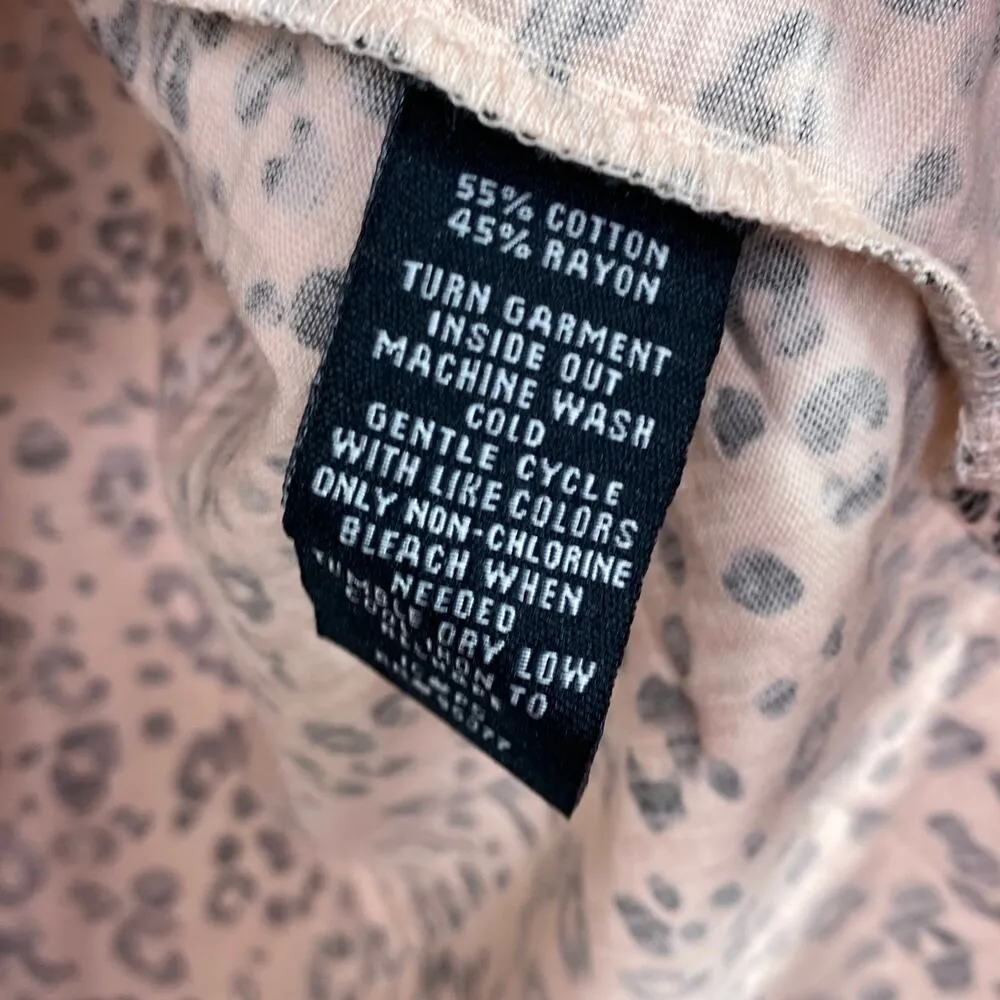 55% COTTON
45% RAYON
TURN GARMENT
INSIDE OUT
MACHINE WASH
COLD
GENTLE CYCLE
WITH LIKE COLORS
ONLY NON-CHLORINE
BLEACH WHEN
NEEDED
TUMBLE DRY LOW
TO